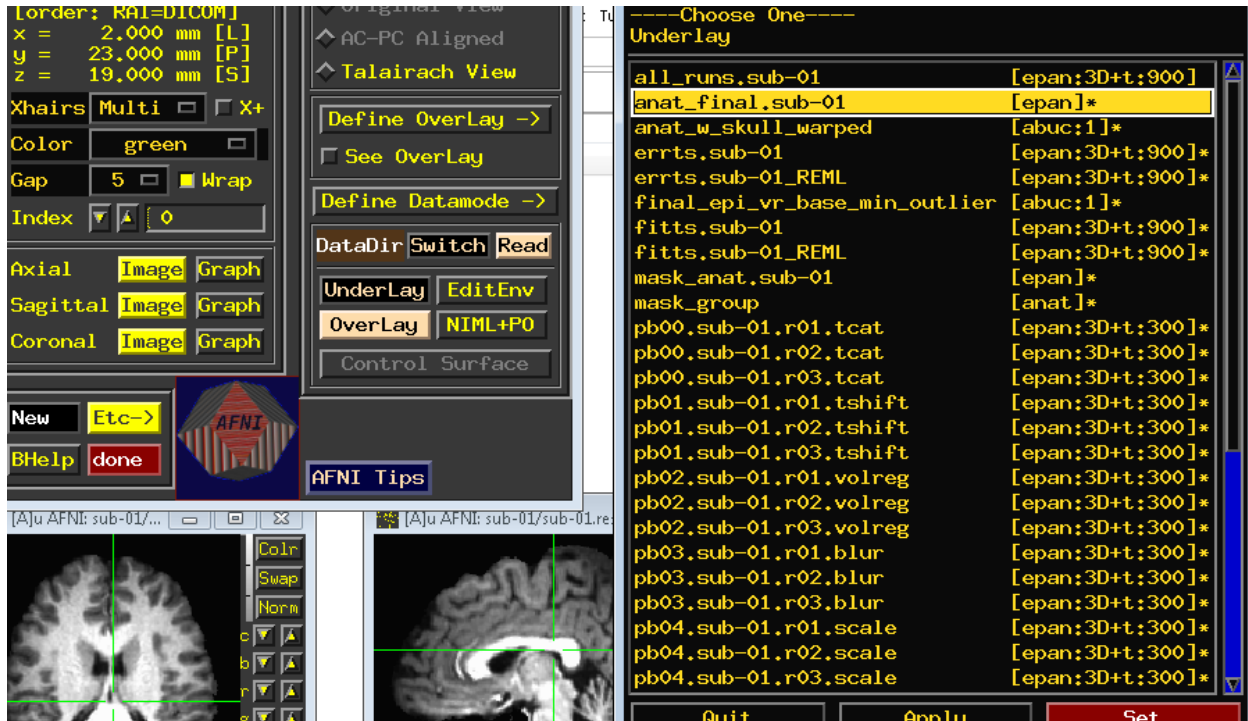 [order: RAI=DICOM]
x = 2.000 mm [L]
y = 23.000 mm [P]
z = 19.000 mm [S]
Xhairs Multi X+
Color green
Gap 5 Wrap
Index 0
Axial Image Graph
Sagittal Image Graph
Coronal Image Graph
New Etc->
BHelp done
AFNI
Original View
AC-PC Aligned
Talairach View
Define OverLay ->
See OverLay
Define Datamode ->
DataDir Switch Read
UnderLay EditEnv
OverLay NIML+PO
Control Surface
AFNI Tips
[A]u AFNI: sub-01/...
Colr
Swap
Norm
c
b
r
g
[A]u AFNI: sub-01/sub-01.re
----Choose One----
Underlay
all_runs.sub-01 [epan:3D+t:900]
anat_final.sub-01 [epan]*
anat_w_skull_warped [abuc:1]*
errts.sub-01 [epan:3D+t:900]*
errts.sub-01_REML [epan:3D+t:900]*
final_epi_vr_base_min_outlier [abuc:1]*
fitts.sub-01 [epan:3D+t:900]*
fitts.sub-01_REML [epan:3D+t:900]*
mask_anat.sub-01 [epan]*
mask_group [anat]*
pb00.sub-01.r01.tcat [epan:3D+t:300]*
pb00.sub-01.r02.tcat [epan:3D+t:300]*
pb00.sub-01.r03.tcat [epan:3D+t:300]*
pb01.sub-01.r01.tshift [epan:3D+t:300]*
pb01.sub-01.r02.tshift [epan:3D+t:300]*
pb01.sub-01.r03.tshift [epan:3D+t:300]*
pb02.sub-01.r01.volreg [epan:3D+t:300]*
pb02.sub-01.r02.volreg [epan:3D+t:300]*
pb02.sub-01.r03.volreg [epan:3D+t:300]*
pb03.sub-01.r01.blur [epan:3D+t:300]*
pb03.sub-01.r02.blur [epan:3D+t:300]*
pb03.sub-01.r03.blur [epan:3D+t:300]*
pb04.sub-01.r01.scale [epan:3D+t:300]*
pb04.sub-01.r02.scale [epan:3D+t:300]*
pb04.sub-01.r03.scale [epan:3D+t:300]*
Quit Apply Set